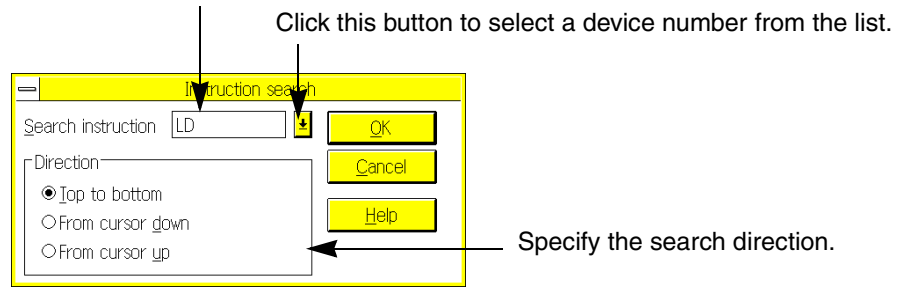 Click this button to select a device number from the list.
Instruction search
Search instruction LD
OK
Direction
Cancel
Top to bottom
From cursor down
Help
From cursor up
Specify the search direction.